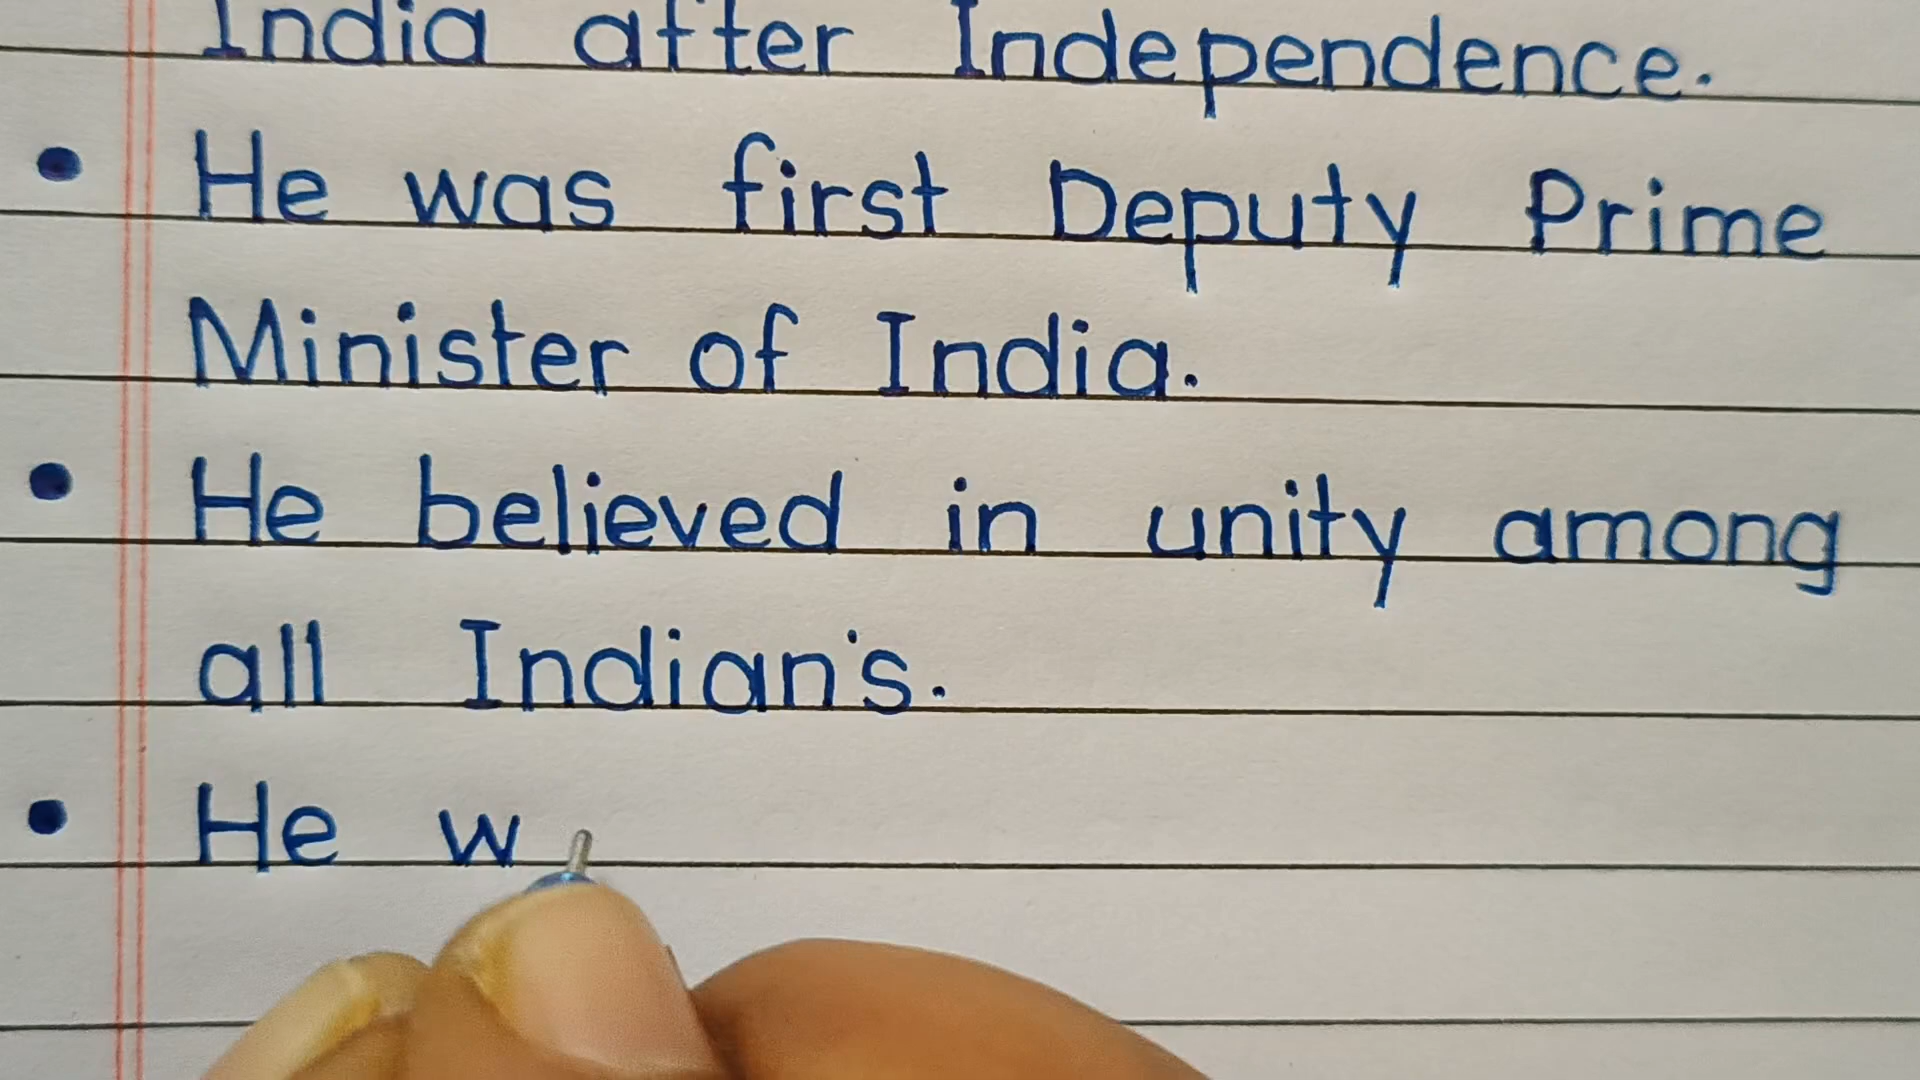 India after Independence.
• He was first Deputy Prime
Minister of India.
• He believed in unity among
all Indian's.
• He w